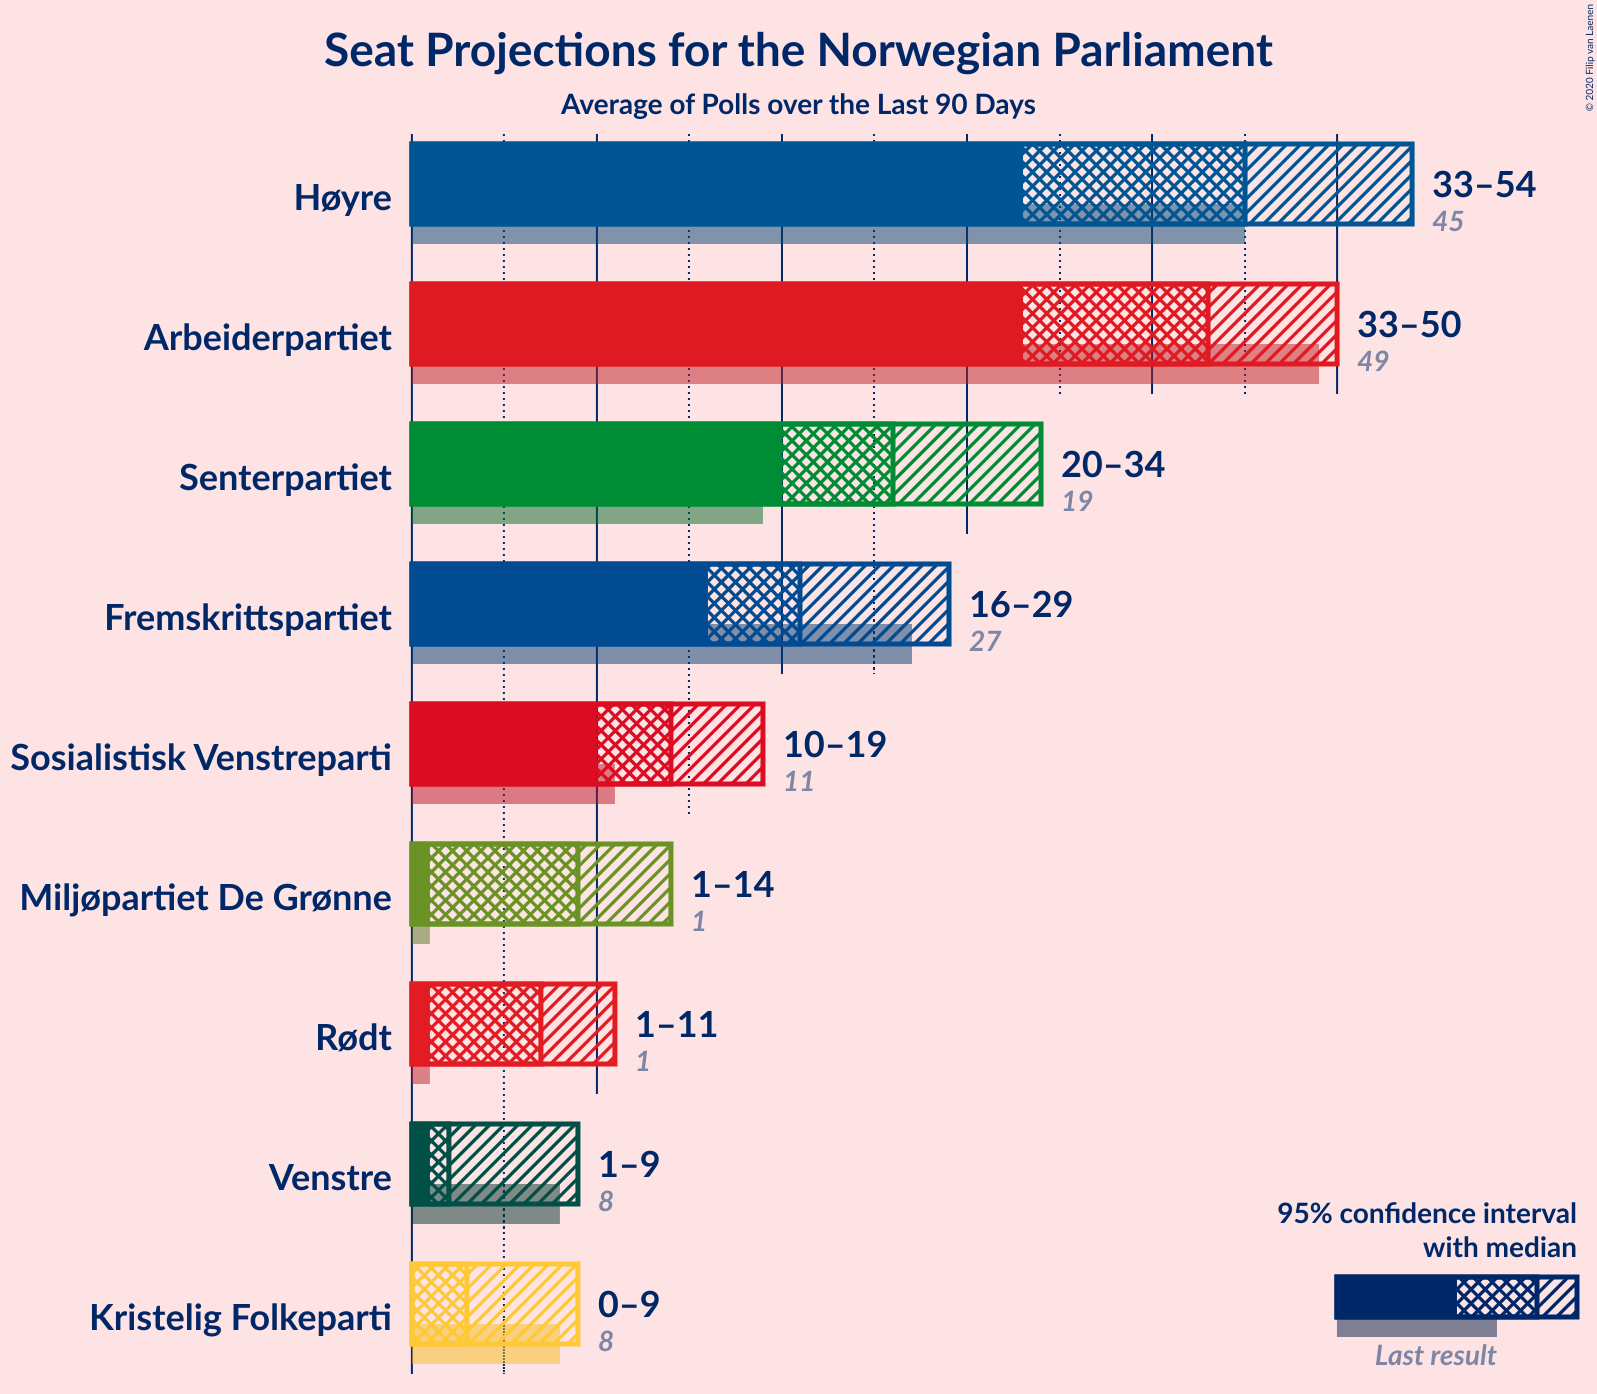 Seat Projections for the Norwegian Parliament
Average of Polls over the Last 90 Days
© 2020 Filip van Laenen
Høyre
33–54
45
Arbeiderpartiet
33–50
49
Senterpartiet
20–34
19
Fremskrittspartiet
16–29
27
Sosialistisk Venstreparti
10–19
11
Miljøpartiet De Grønne
1–14
1
Rødt
1–11
1
Venstre
1–9
8
Kristelig Folkeparti
0–9
8
95% confidence interval
with median
Last result